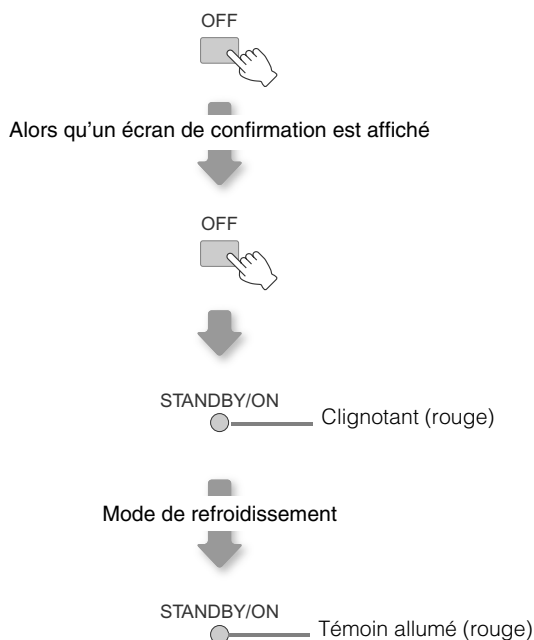 OFF
Alors qu’un écran de confirmation est affiché
OFF
STANDBY/ON
Clignotant (rouge)
Mode de refroidissement
STANDBY/ON
Témoin allumé (rouge)